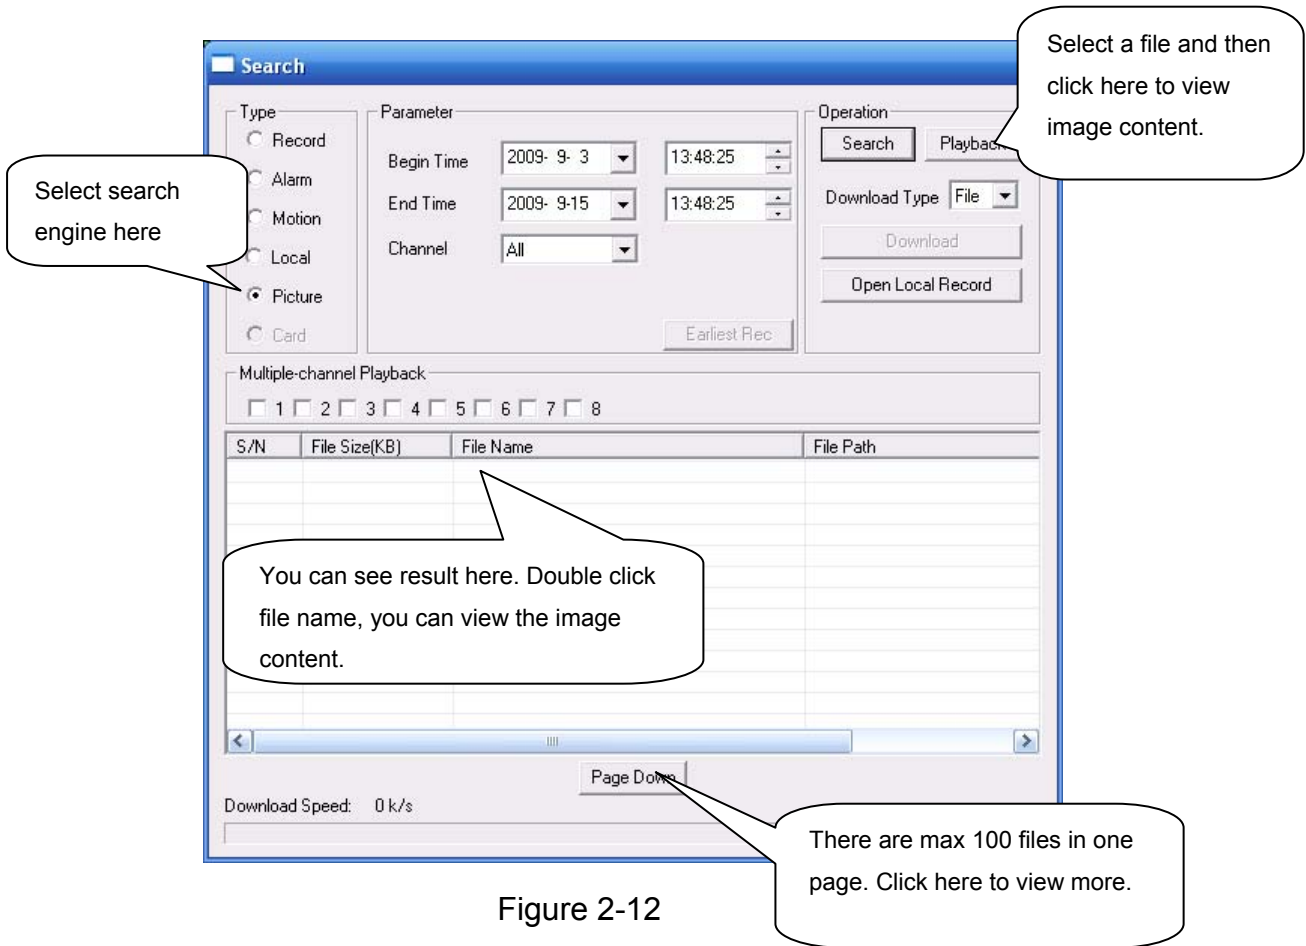 Search
Select a file and then
click here to view
image content.
Type
Record
Alarm
Motion
Local
Picture
Card
Select search
engine here
Parameter
Begin Time 2009- 9- 3 13:48:25
End Time 2009- 9-15 13:48:25
Channel All
Earliest Rec
Operation
Search Playback
Download Type File
Download
Open Local Record
Multiple-channel Playback
1 2 3 4 5 6 7 8
S/N File Size(KB) File Name File Path
You can see result here. Double click
file name, you can view the image
content.
Page Down
Download Speed: 0 k/s
There are max 100 files in one
page. Click here to view more.
Figure 2-12